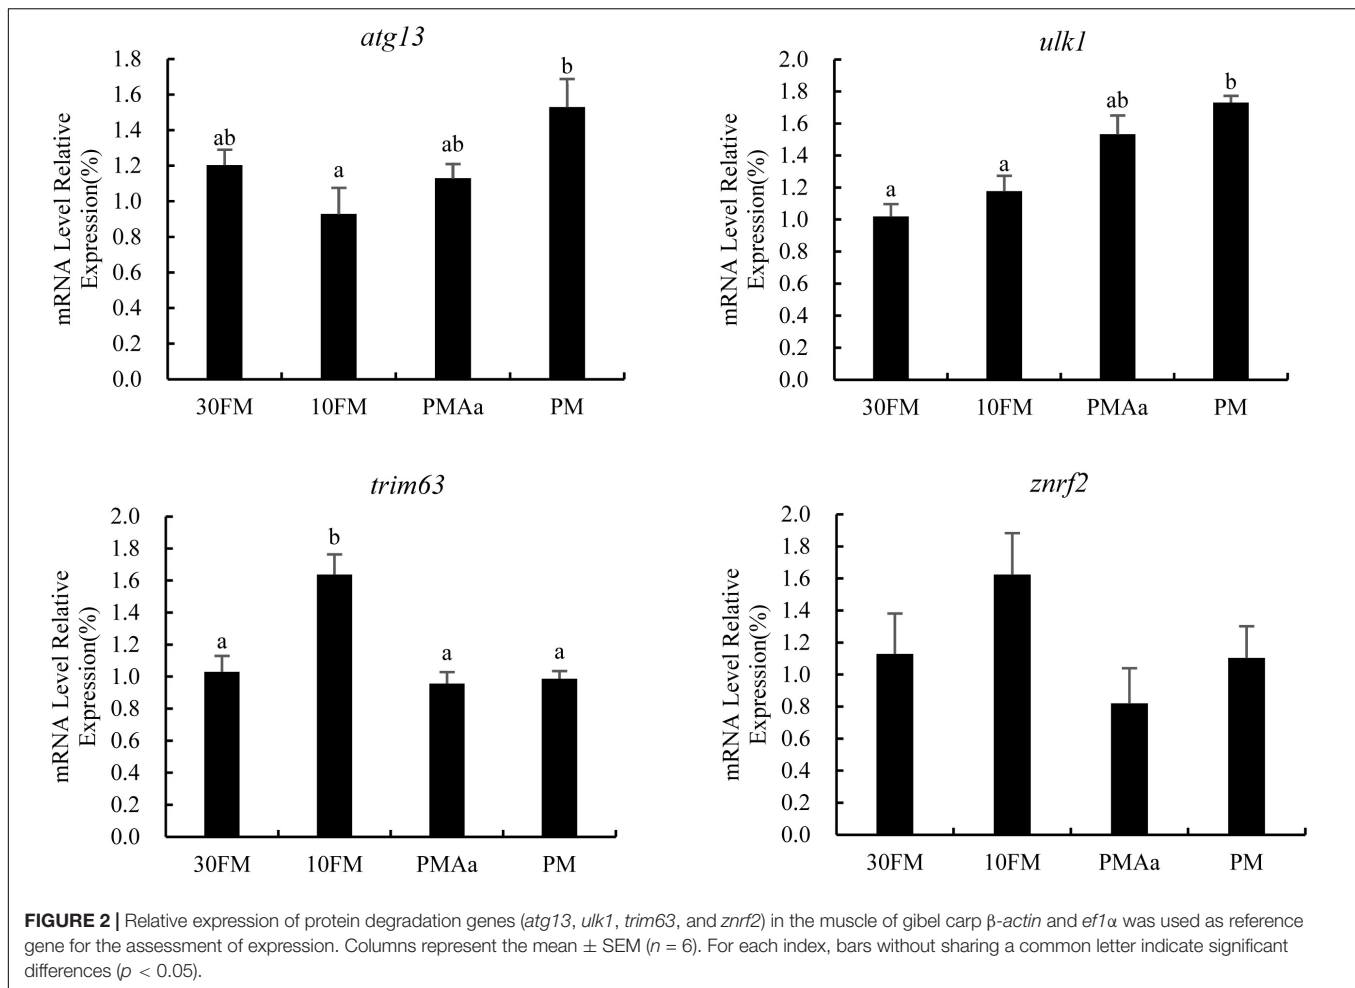 atg13
mRNA Level Relative
Expression(%)
1.8
1.6
1.4
1.2
1.0
0.8
0.6
0.4
0.2
0.0
ab
a
ab
b
30FM 10FM PMAa PM
ulk1
mRNA Level Relative
Expression(%)
2.0
1.8
1.6
1.4
1.2
1.0
0.8
0.6
0.4
0.2
0.0
a
a
ab
b
30FM 10FM PMAa PM
trim63
mRNA Level Relative
Expression(%)
2.0
1.8
1.6
1.4
1.2
1.0
0.8
0.6
0.4
0.2
0.0
a
b
a
a
30FM 10FM PMAa PM
znrf2
mRNA Level Relative
Expression(%)
2.0
1.8
1.6
1.4
1.2
1.0
0.8
0.6
0.4
0.2
0.0
30FM 10FM PMAa PM
FIGURE 2 | Relative expression of protein degradation genes (atg13, ulk1, trim63, and znrf2) in the muscle of gibel carp β-actin and ef1α was used as reference
gene for the assessment of expression. Columns represent the mean ± SEM (n = 6). For each index, bars without sharing a common letter indicate significant
differences (p < 0.05).